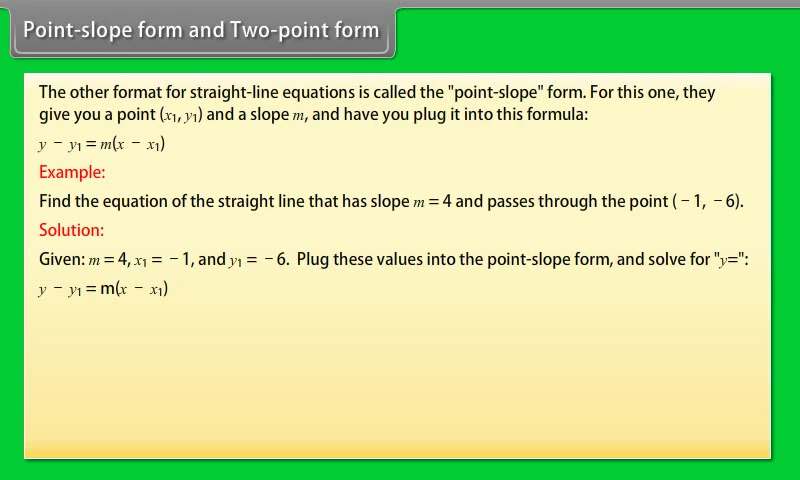 Point-slope form and Two-point form
The other format for straight-line equations is called the "point-slope" form. For this one, they
give you a point (x₁, y₁) and a slope m, and have you plug it into this formula:
y − y₁ = m(x − x₁)
Example:
Find the equation of the straight line that has slope m = 4 and passes through the point ( − 1, − 6).
Solution:
Given: m = 4, x₁ = − 1, and y₁ = − 6. Plug these values into the point-slope form, and solve for "y=":
y − y₁ = m(x − x₁)